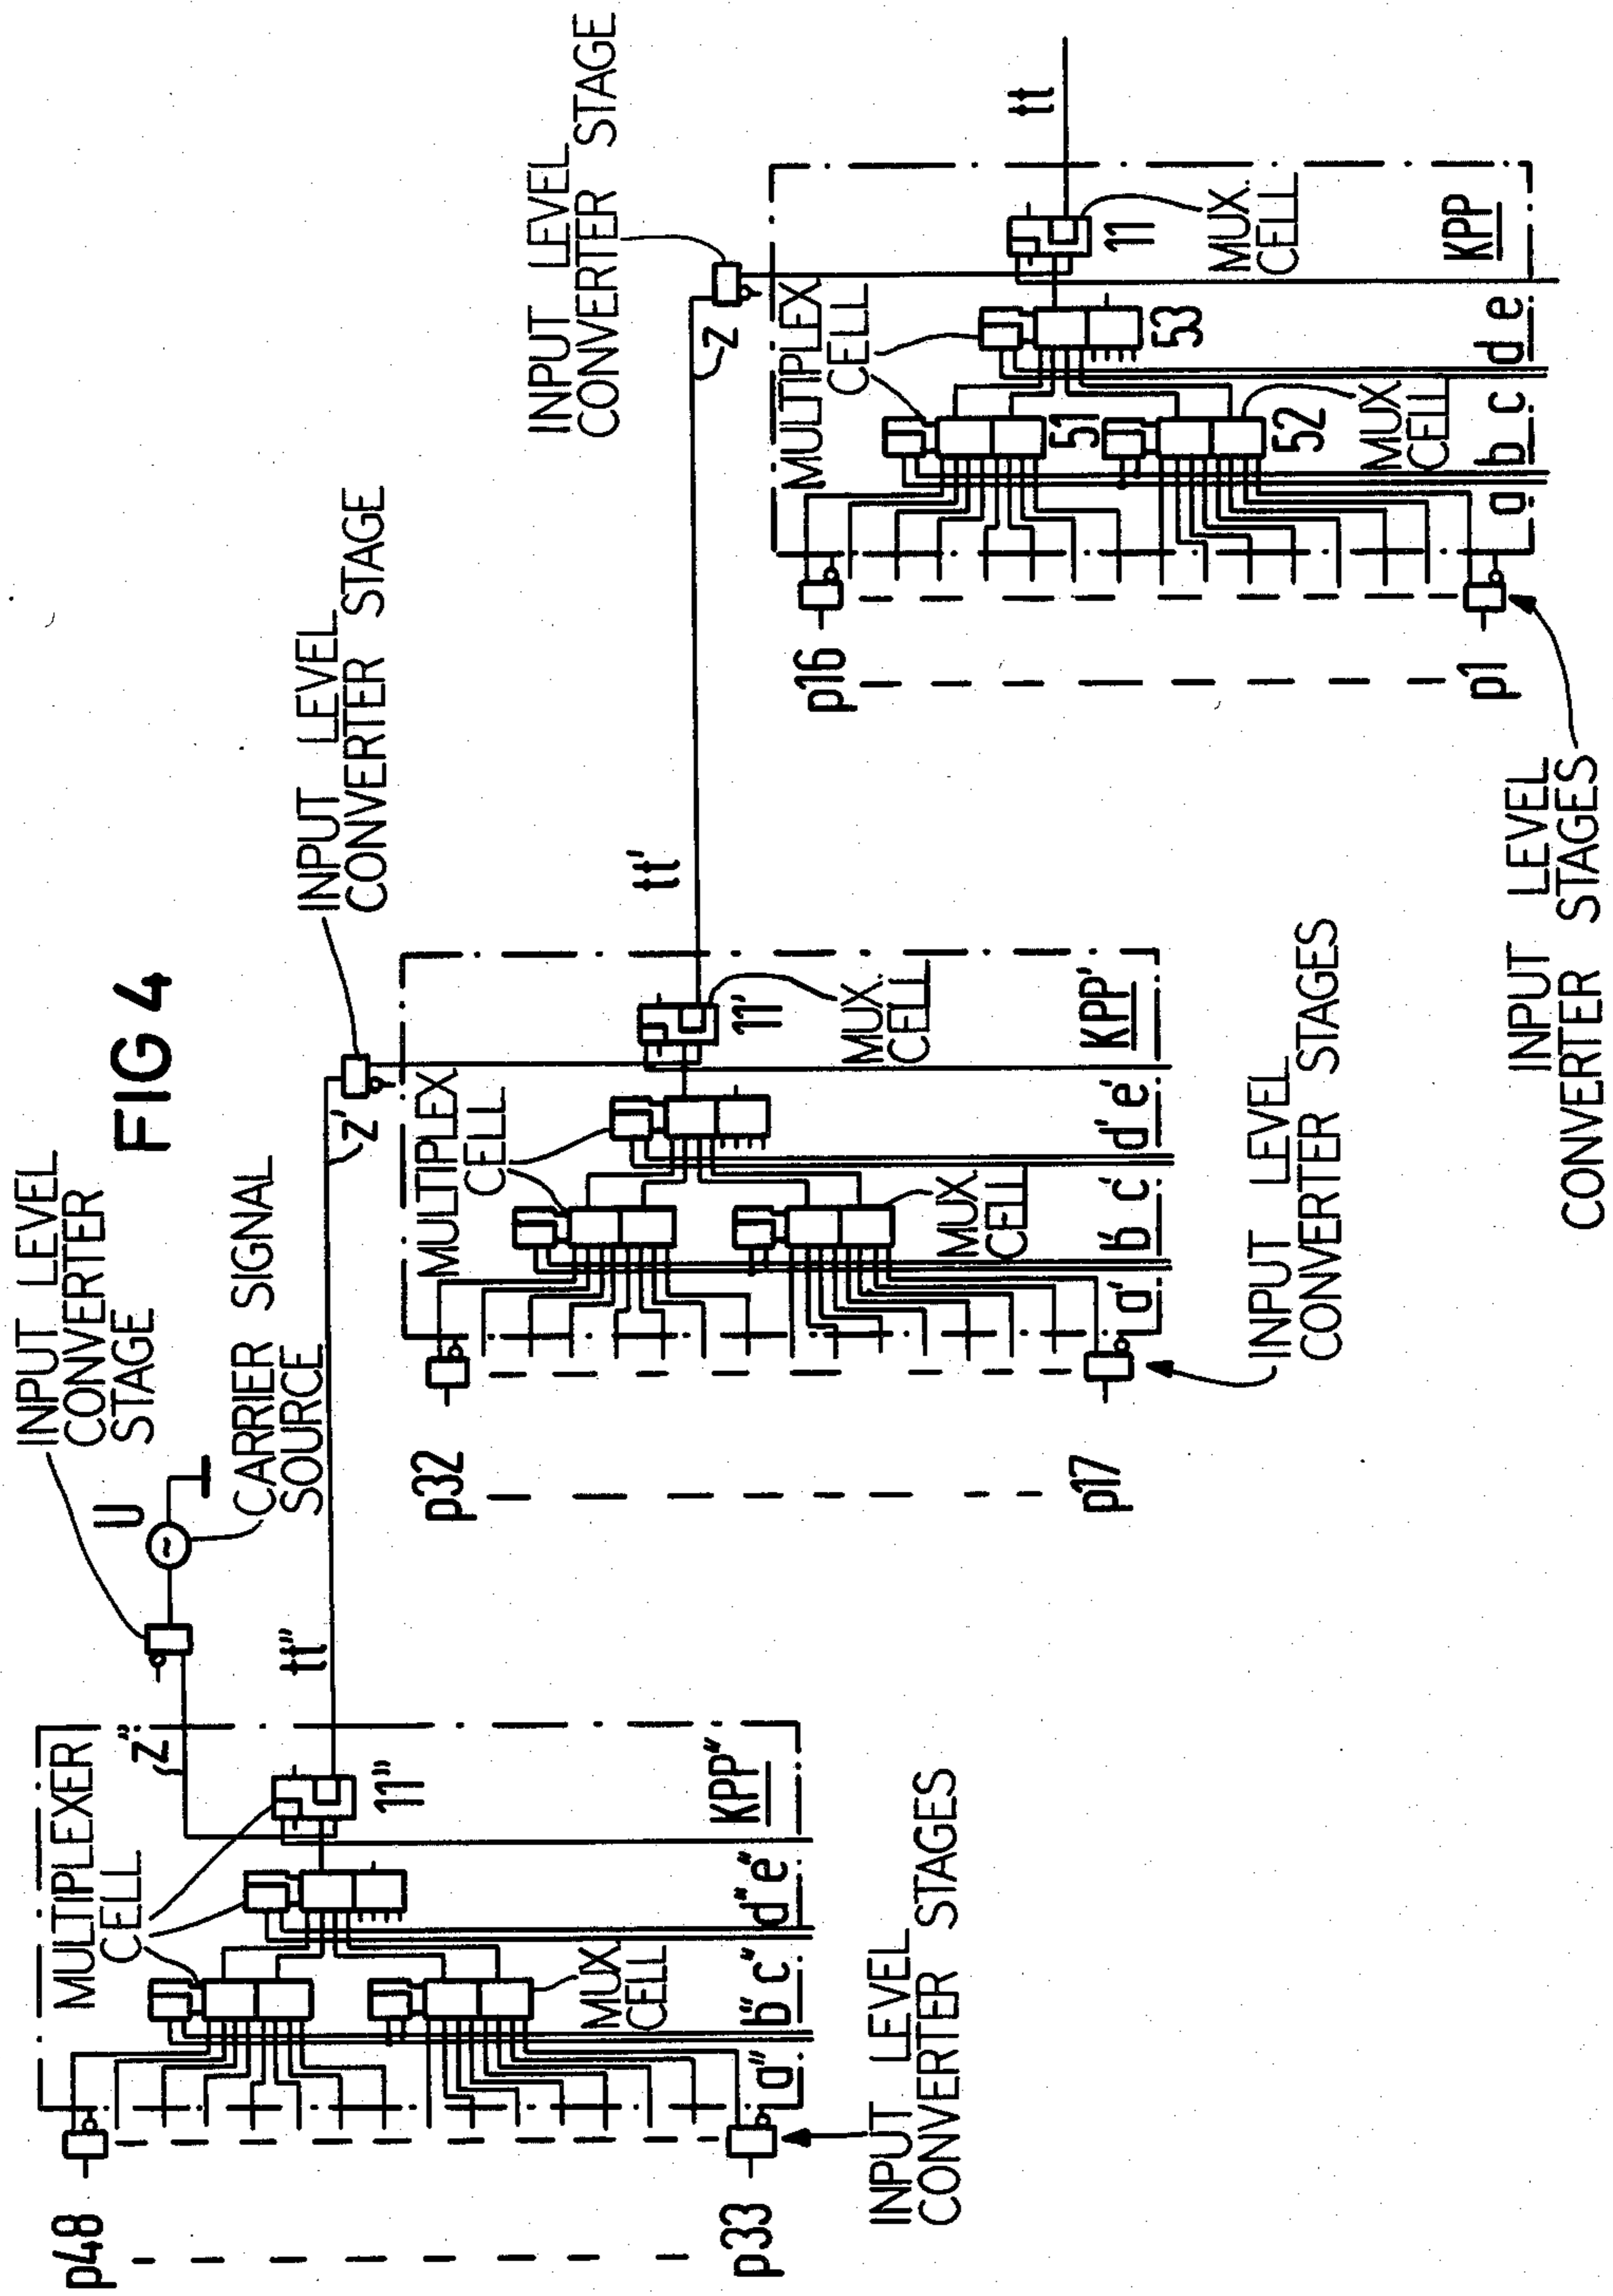 FIG 4
INPUT LEVEL
CONVERTER
STAGE
U
CARRIER SIGNAL
SOURCE
INPUT LEVEL
CONVERTER STAGE
INPUT LEVEL
CONVERTER STAGE
MULTIPLEXER
CELL
z"
tt"
11"
MUX.
CELL
KPP"
a" b" c" d" e"
p48
p33
INPUT LEVEL
CONVERTER STAGES
z'
tt'
MULTIPLEX
CELL
11'
MUX.
CELL
MUX.
CELL
KPP'
a' b' c' d' e'
p32
p17
INPUT LEVEL
CONVERTER STAGES
z
tt
MULTIPLEX
CELL
11
MUX.
CELL
53
51
52
MUX.
CELL
KPP
a b c d e
p16
p1
INPUT LEVEL
CONVERTER STAGES